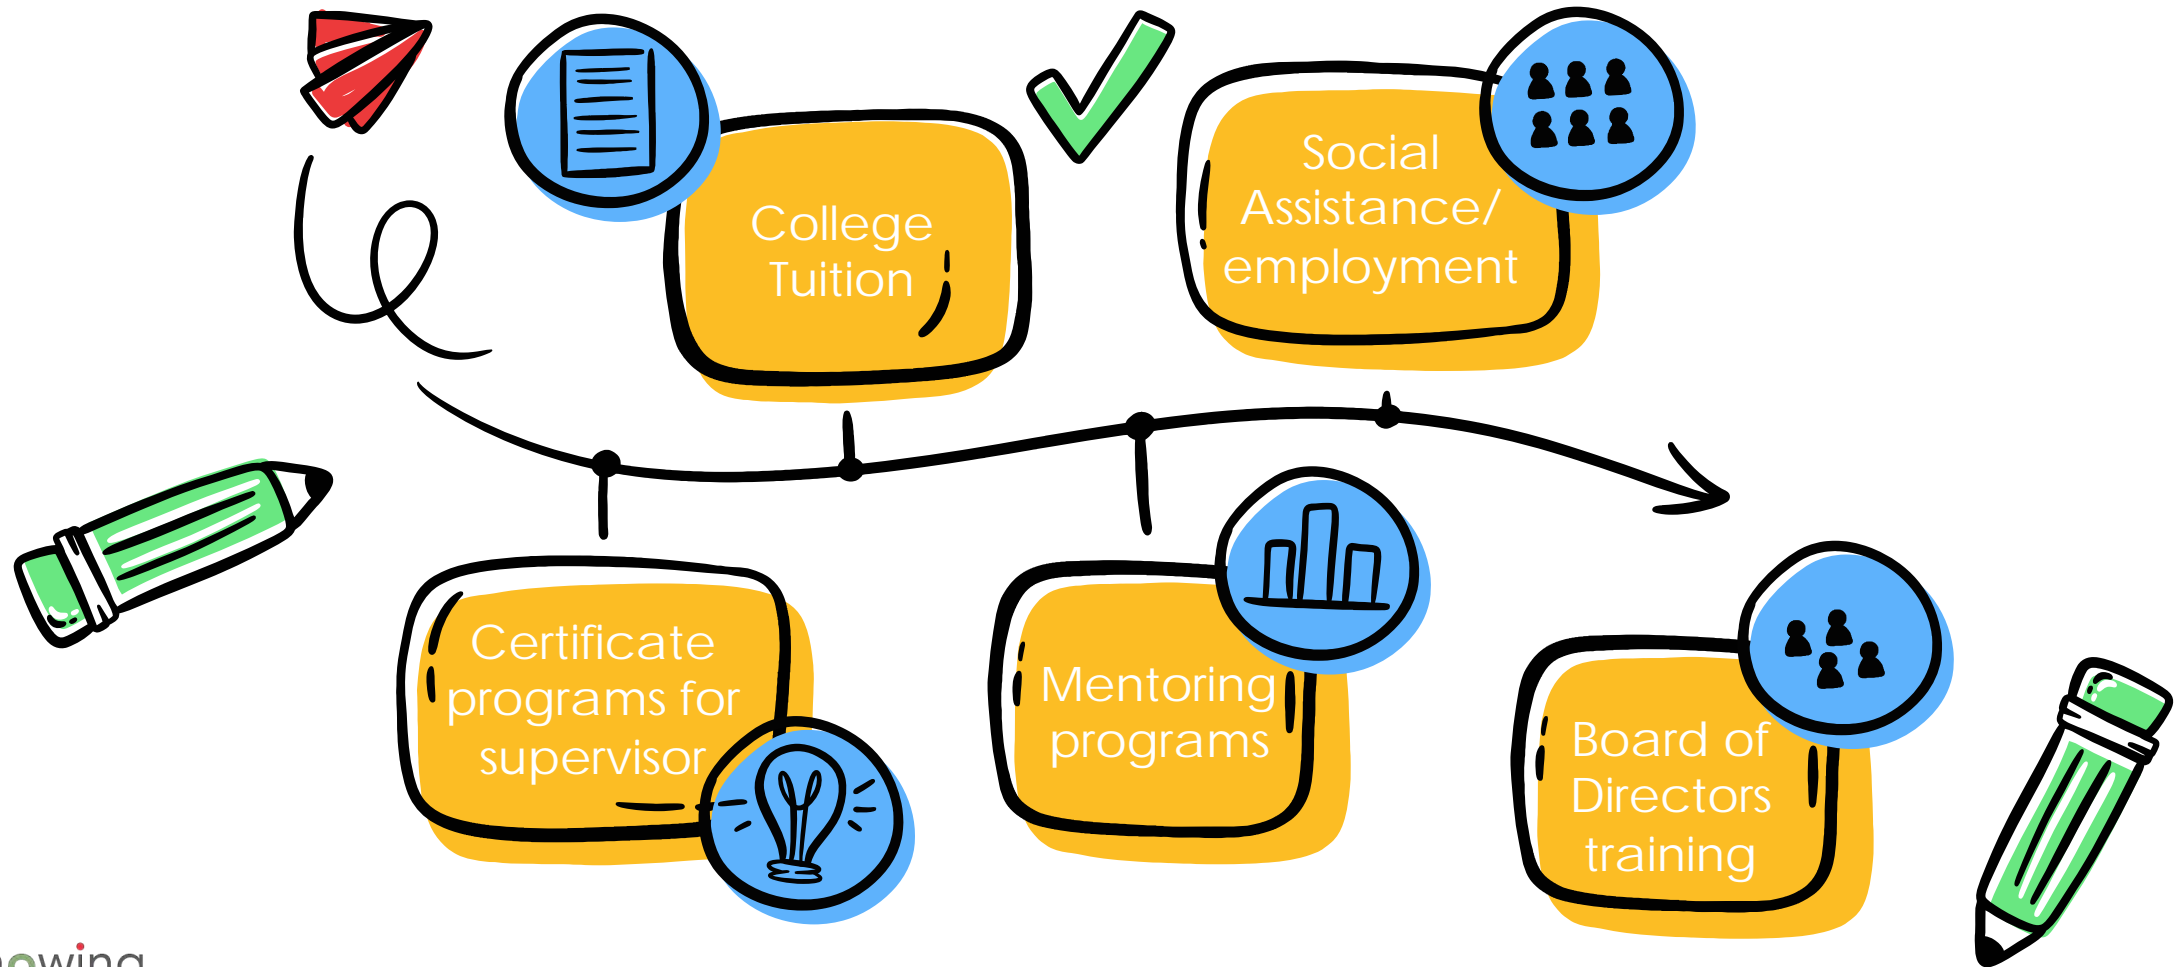 College
Tuition
Social
Assistance/
employment
Certificate
programs for
supervisor
Mentoring
programs
Board of
Directors
training